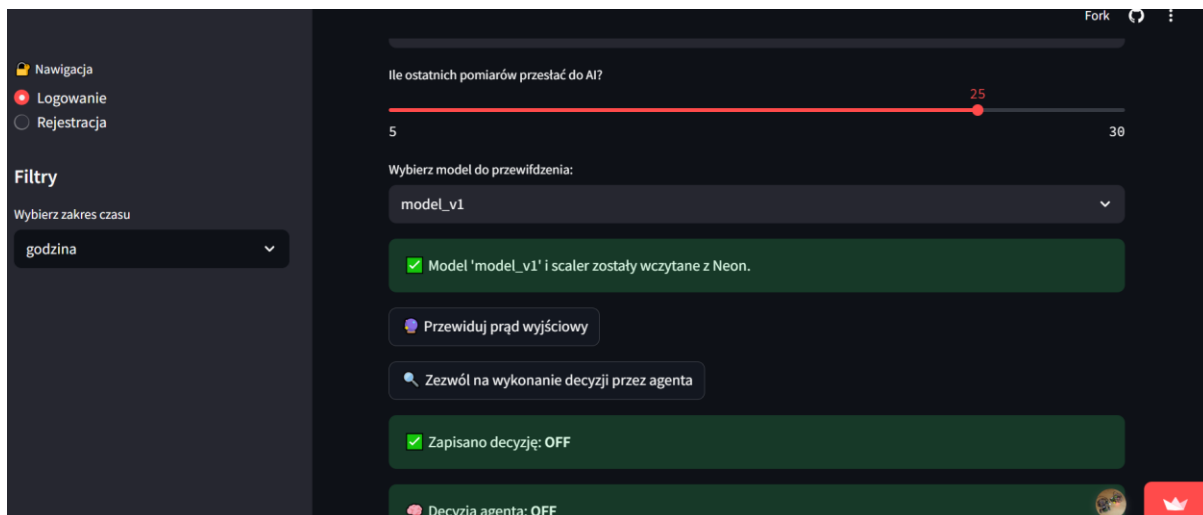 Fork
Nawigacja
Logowanie
Rejestracja
Filtry
Wybierz zakres czasu
godzina
Ile ostatnich pomiarów przesłać do AI?
25
5
30
Wybierz model do przewifdzenia:
model_v1
Model 'model_v1' i scaler zostały wczytane z Neon.
Przewiduj prąd wyjściowy
Zezwól na wykonanie decyzji przez agenta
Zapisano decyzję: OFF
Decyzja agenta: OFF